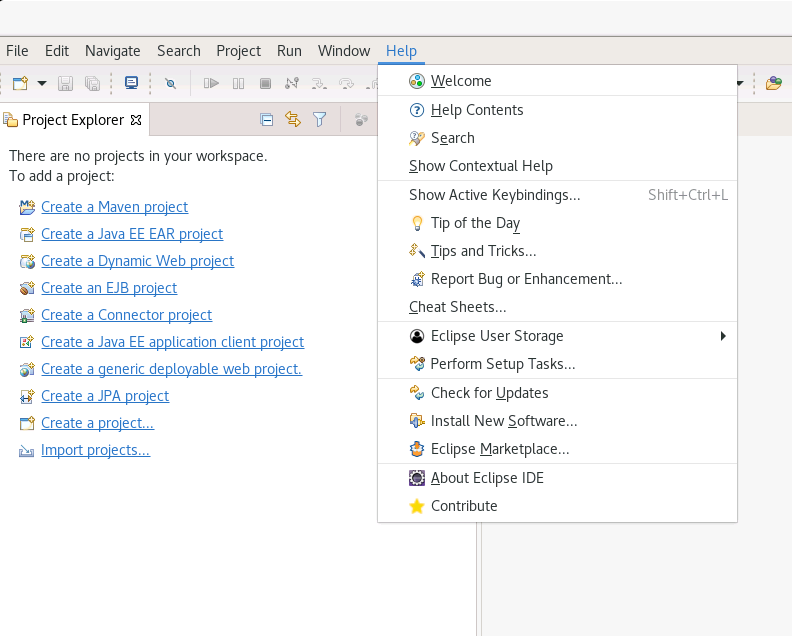 File Edit Navigate Search Project Run Window Help
Project Explorer
There are no projects in your workspace.
To add a project:
Create a Maven project
Create a Java EE EAR project
Create a Dynamic Web project
Create an EJB project
Create a Connector project
Create a Java EE application client project
Create a generic deployable web project.
Create a JPA project
Create a project...
Import projects...
Welcome
Help Contents
Search
Show Contextual Help
Show Active Keybindings... Shift+Ctrl+L
Tip of the Day
Tips and Tricks...
Report Bug or Enhancement...
Cheat Sheets...
Eclipse User Storage
Perform Setup Tasks...
Check for Updates
Install New Software...
Eclipse Marketplace...
About Eclipse IDE
Contribute